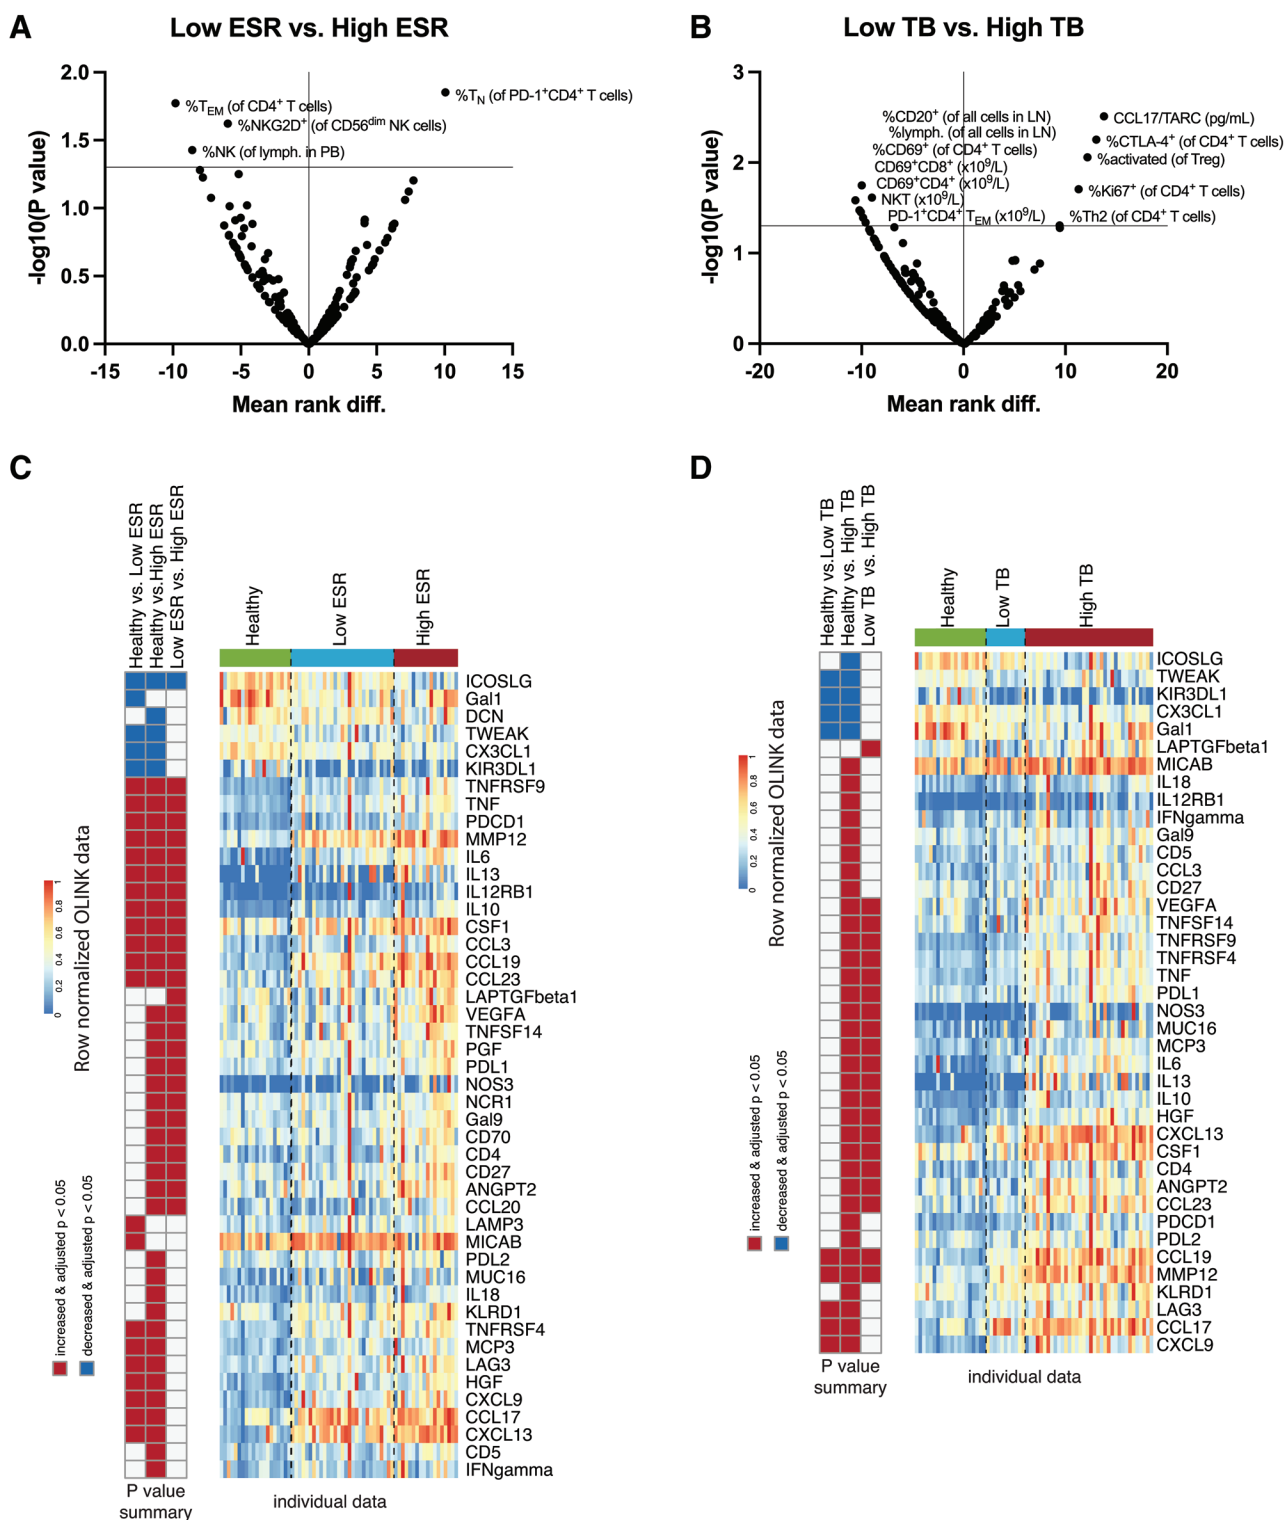 A
Low ESR vs. High ESR
2.0
1.5
1.0
0.5
0.0
-log10(P value)
-15
-10
-5
0
5
10
15
Mean rank diff.
%TEM (of CD4+ T cells)
%TN (of PD-1+CD4+ T cells)
%NKG2D+ (of CD56dim NK cells)
%NK (of lymph. in PB)
B
Low TB vs. High TB
3
2
1
0
-log10(P value)
-20
-10
0
10
20
Mean rank diff.
%CD20+ (of all cells in LN)
%lymph. (of all cells in LN)
%CD69+ (of CD4+ T cells)
CD69+CD8+ (x10^9/L)
CD69+CD4+ (x10^9/L)
NKT (x10^9/L)
PD-1+CD4+ TEM (x10^9/L)
CCL17/TARC (pg/mL)
%CTLA-4+ (of CD4+ T cells)
%activated (of Treg)
%Ki67+ (of CD4+ T cells)
%Th2 (of CD4+ T cells)
C
Healthy vs. Low ESR
Healthy vs.High ESR
Low ESR vs. High ESR
Healthy
Low ESR
High ESR
ICOSLG
Gal1
DCN
TWEAK
CX3CL1
KIR3DL1
TNFRSF9
TNF
PDCD1
MMP12
IL6
IL13
IL12RB1
IL10
CSF1
CCL3
CCL19
CCL23
LAPTGFbeta1
VEGFA
TNFSF14
PGF
PDL1
NOS3
NCR1
Gal9
CD70
CD4
CD27
ANGPT2
CCL20
LAMP3
MICAB
PDL2
MUC16
IL18
KLRD1
TNFRSF4
MCP3
LAG3
HGF
CXCL9
CCL17
CXCL13
CD5
IFNgamma
1
0.8
0.6
0.4
0.2
0
Row normalized OLINK data
increased & adjusted p < 0.05
decreased & adjusted p < 0.05
P value
summary
individual data
D
Healthy vs.Low TB
Healthy vs. High TB
Low TB vs. High TB
Healthy
Low TB
High TB
ICOSLG
TWEAK
KIR3DL1
CX3CL1
Gal1
LAPTGFbeta1
MICAB
IL18
IL12RB1
IFNgamma
Gal9
CD5
CCL3
CD27
VEGFA
TNFSF14
TNFRSF9
TNFRSF4
TNF
PDL1
NOS3
MUC16
MCP3
IL6
IL13
IL10
HGF
CXCL13
CSF1
CD4
ANGPT2
CCL23
PDCD1
PDL2
CCL19
MMP12
KLRD1
LAG3
CCL17
CXCL9
1
0.8
0.6
0.4
0.2
0
Row normalized OLINK data
increased & adjusted p < 0.05
decreased & adjusted p < 0.05
P value
summary
individual data